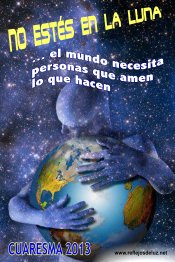 NO ESTÉS EN LA LUNA
... el mundo necesita
personas que amen
lo que hacen
CUARESMA 2013
www.reflejosdeluz.net